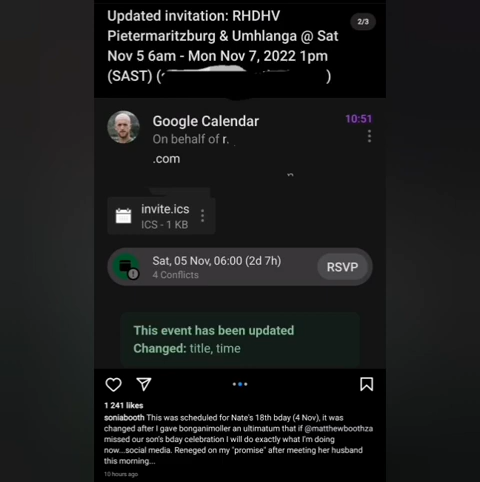 Updated invitation: RHDHV
2/3
Pietermaritzburg & Umhlanga @ Sat
Nov 5 6am - Mon Nov 7, 2022 1pm
(SAST) ( )
Google Calendar
10:51
On behalf of r.
.com
invite.ics
ICS - 1 KB
Sat, 05 Nov, 06:00 (2d 7h)
4 Conflicts
RSVP
This event has been updated
Changed: title, time
1 241 likes
soniabooth This was scheduled for Nate's 18th bday (4 Nov), it was
changed after I gave bonganimoller an ultimatum that if @matthewboothza
missed our son's bday celebration I will do exactly what I'm doing
now...social media. Reneged on my "promise" after meeting her husband
this morning...
10 hours ago